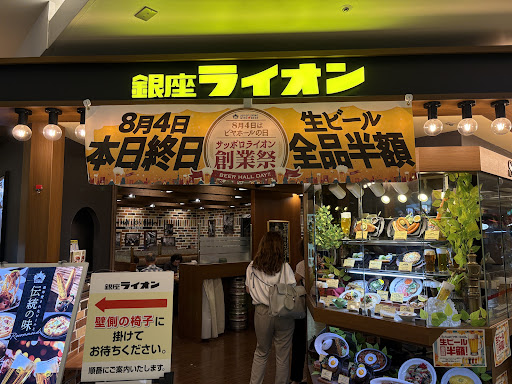 銀座ライオン
8月4日
本日終日
8月4日は
ビヤホールの日
サッポロライオン
創業祭
BEER HALL DAY!!
生ビール
全品半額
銀座ライオン
壁側の椅子に
掛けて
お待ちください。
順番にご案内いたします。
伝統の味
生ビール
半額